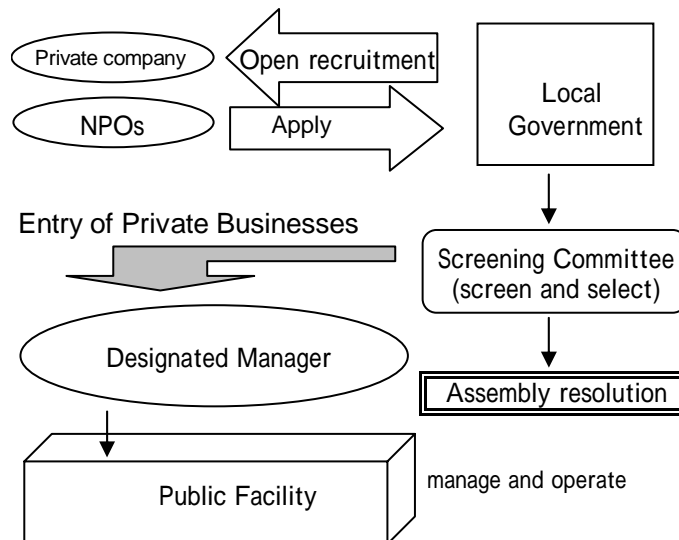 Private company
Open recruitment
NPOs
Apply
Local
Government
Entry of Private Businesses
Screening Committee
(screen and select)
Designated Manager
Assembly resolution
Public Facility
manage and operate